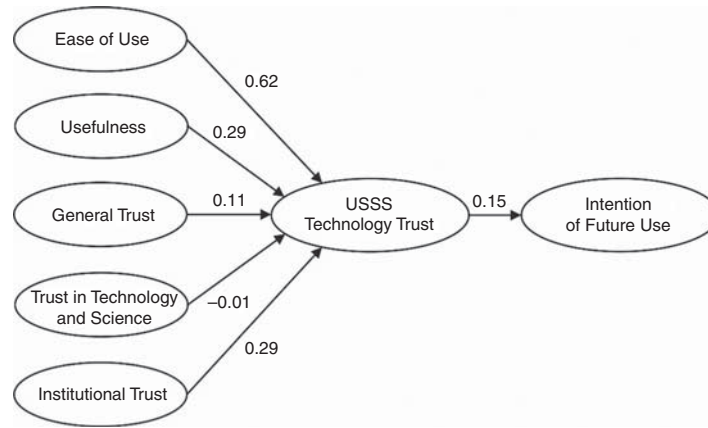 Ease of Use
0.62
Usefulness
0.29
General Trust
0.11
USSS
Technology Trust
0.15
Intention
of Future Use
Trust in Technology
and Science
–0.01
0.29
Institutional Trust